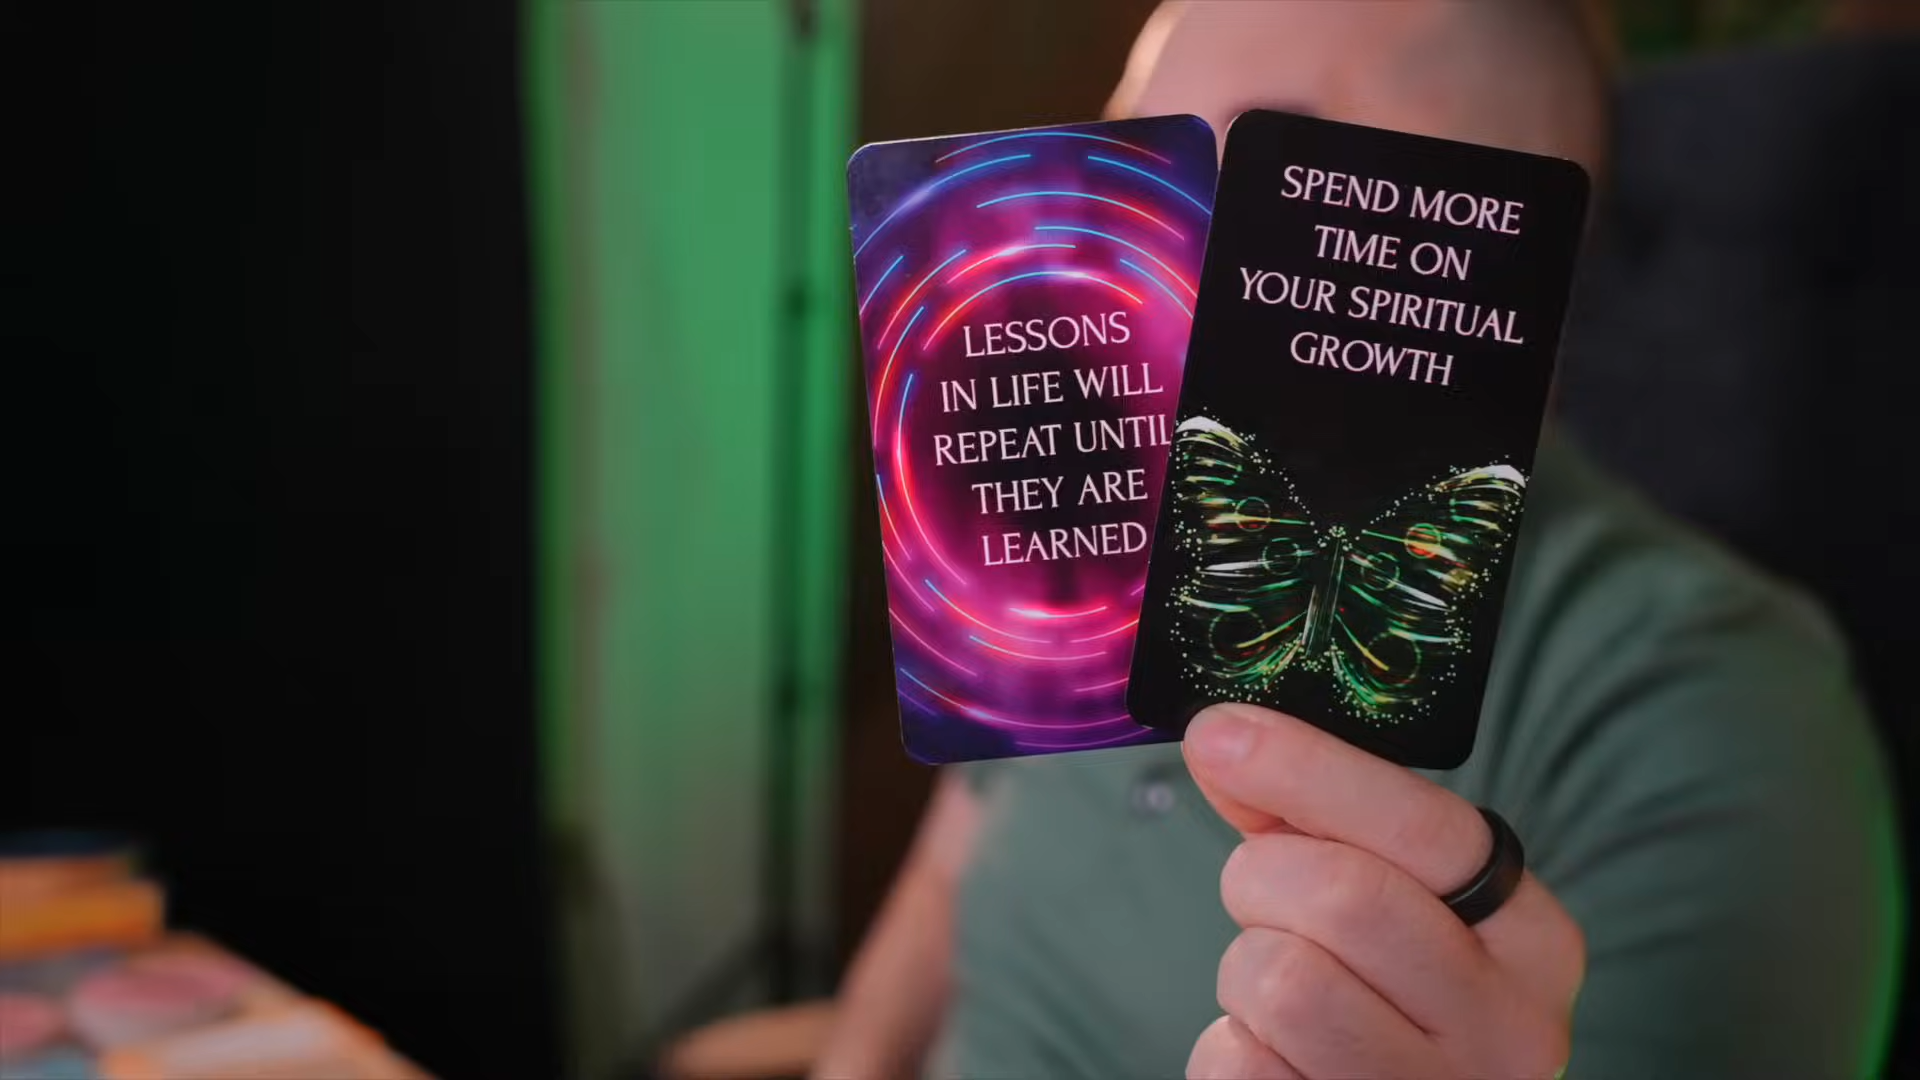 LESSONS
IN LIFE WILL
REPEAT UNTIL
THEY ARE
LEARNED
SPEND MORE
TIME ON
YOUR SPIRITUAL
GROWTH